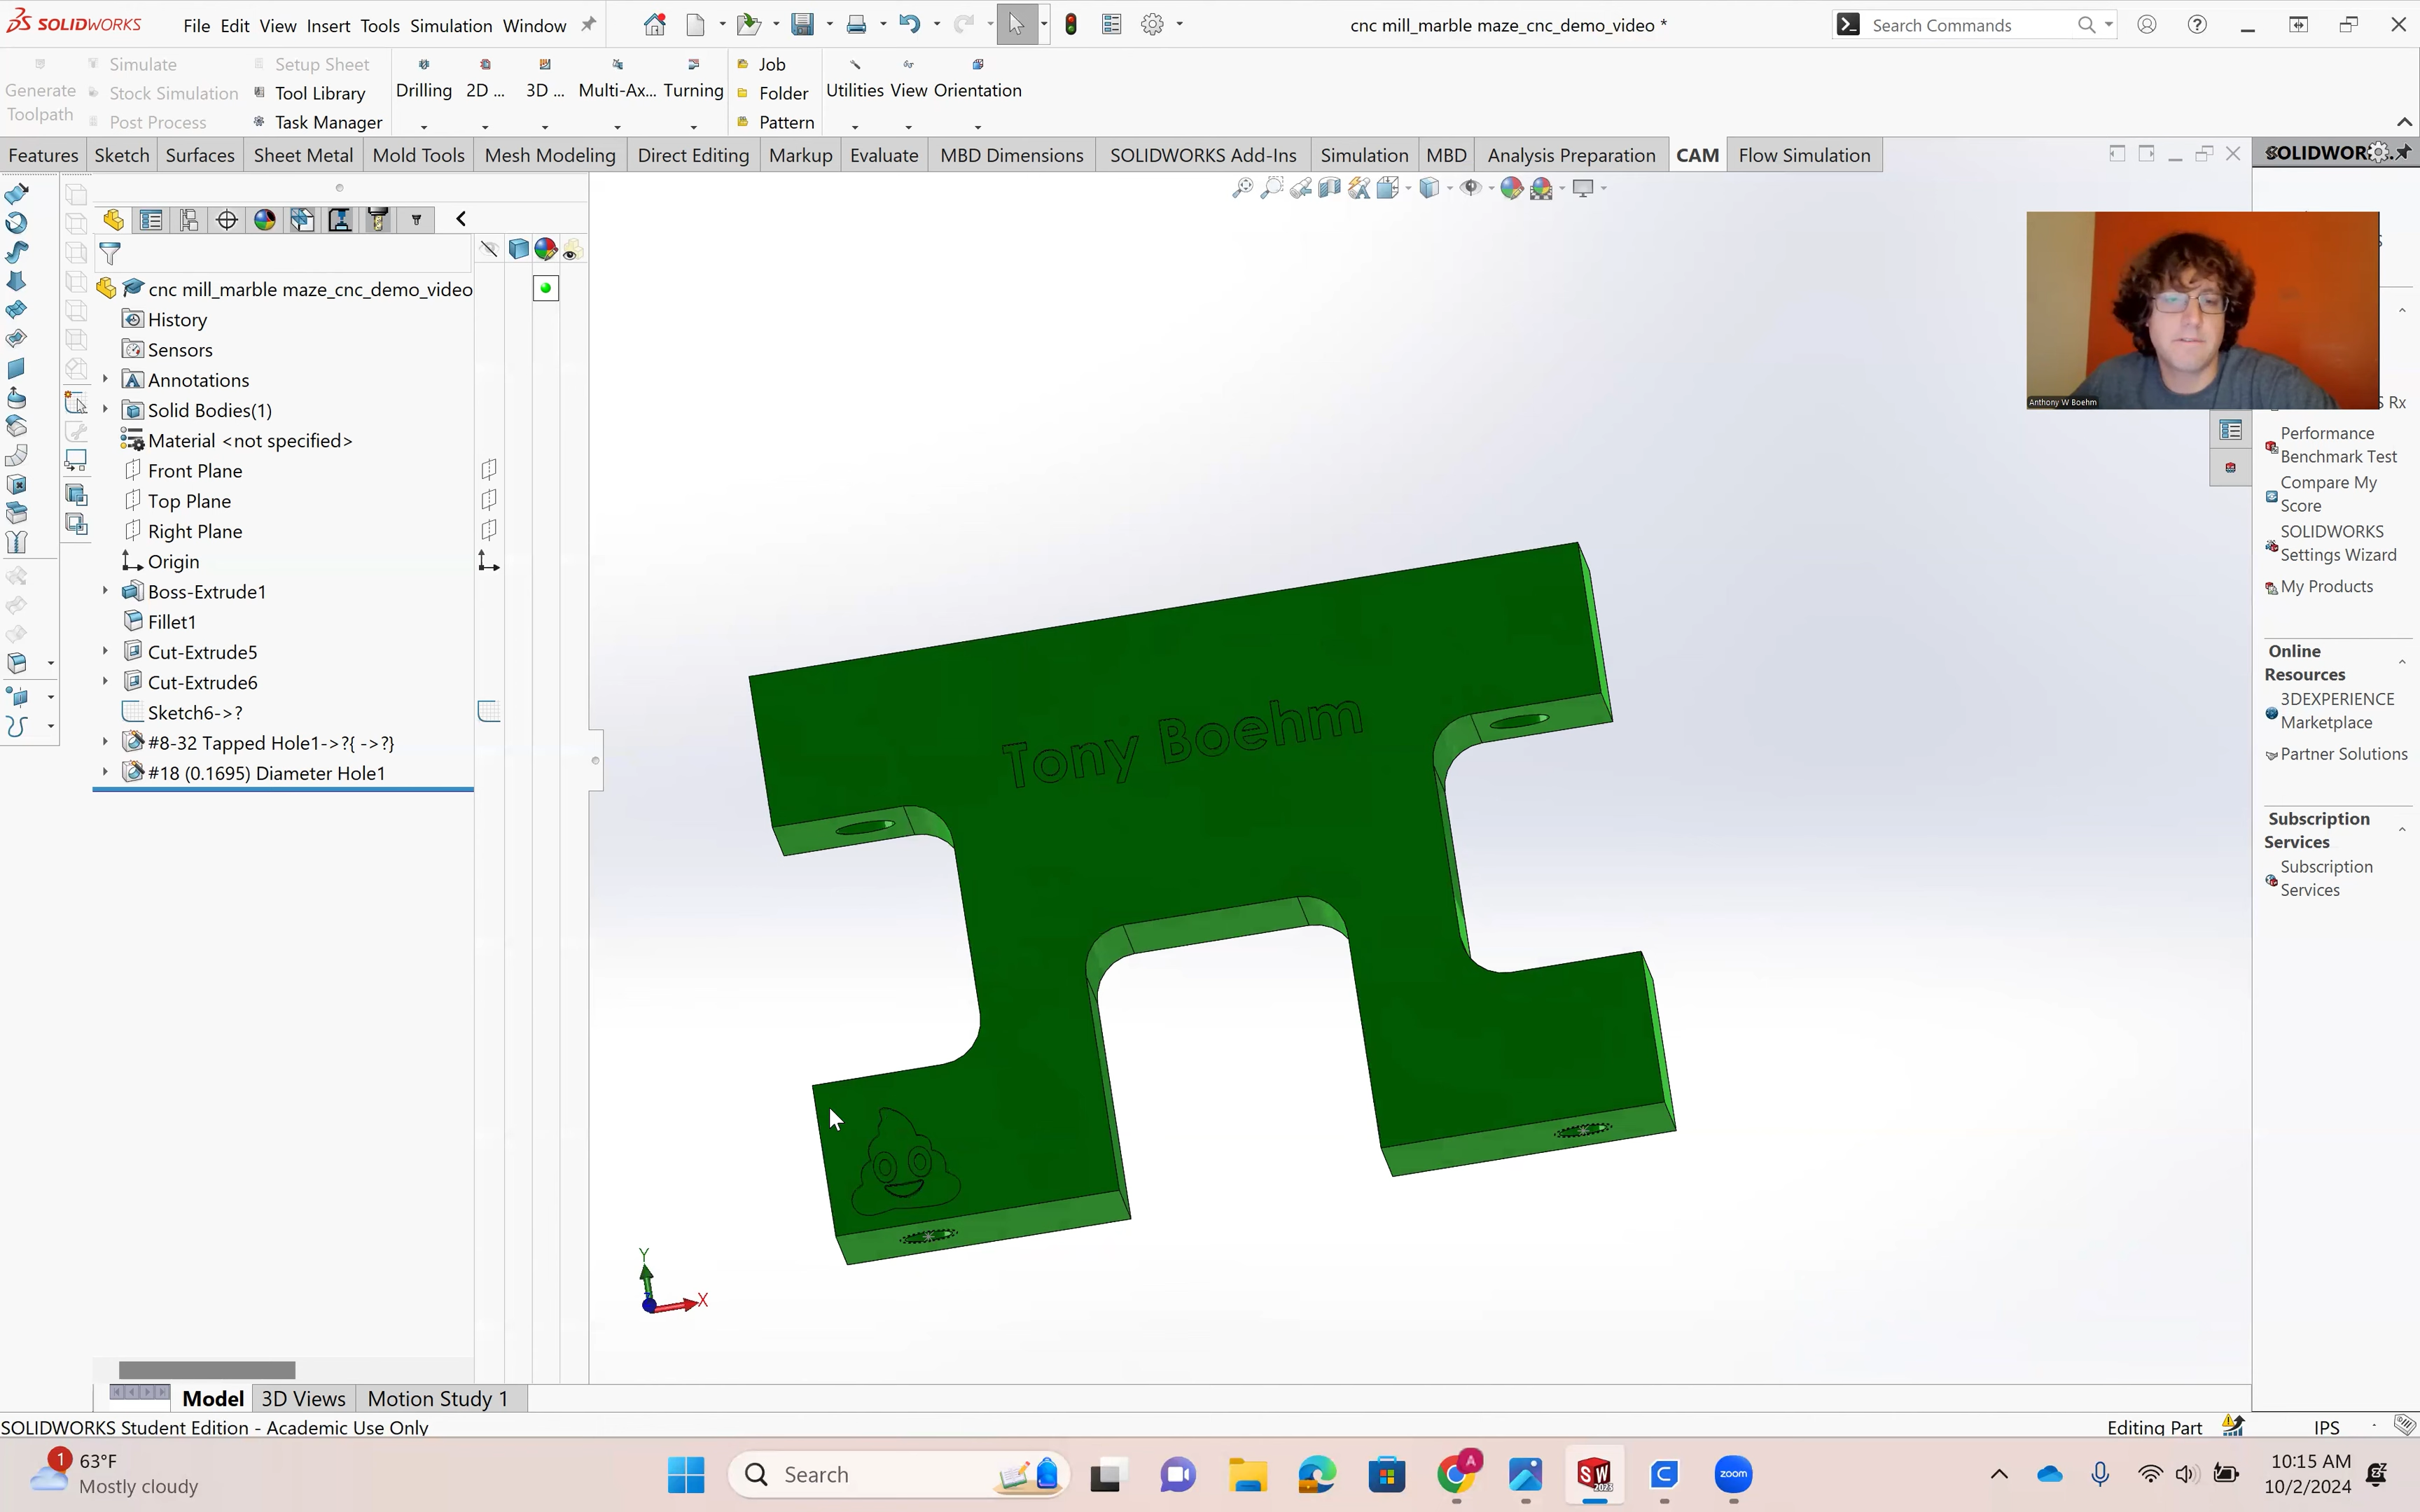 SOLIDWORKS
File Edit View Insert Tools Simulation Window
cnc mill_marble maze_cnc_demo_video *
Search Commands
Generate Toolpath
Simulate
Stock Simulation
Post Process
Setup Sheet
Tool Library
Task Manager
Drilling
2D ...
3D ...
Multi-Ax...
Turning
Job
Folder
Pattern
Utilities
View
Orientation
Features Sketch Surfaces Sheet Metal Mold Tools Mesh Modeling Direct Editing Markup Evaluate MBD Dimensions SOLIDWORKS Add-Ins Simulation MBD Analysis Preparation CAM Flow Simulation
cnc mill_marble maze_cnc_demo_video
History
Sensors
Annotations
Solid Bodies(1)
Material <not specified>
Front Plane
Top Plane
Right Plane
Origin
Boss-Extrude1
Fillet1
Cut-Extrude5
Cut-Extrude6
Sketch6->?
#8-32 Tapped Hole1->?{ ->?}
#18 (0.1695) Diameter Hole1
Tony Boehm
Y
X
Anthony W Boehm
Rx
Performance
Benchmark Test
Compare My
Score
SOLIDWORKS
Settings Wizard
My Products
Online
Resources
3DEXPERIENCE
Marketplace
Partner Solutions
Subscription
Services
Subscription
Services
Model 3D Views Motion Study 1
SOLIDWORKS Student Edition - Academic Use Only
Editing Part
IPS
1
63°F
Mostly cloudy
Search
A
SW
2023
C
zoom
10:15 AM
10/2/2024